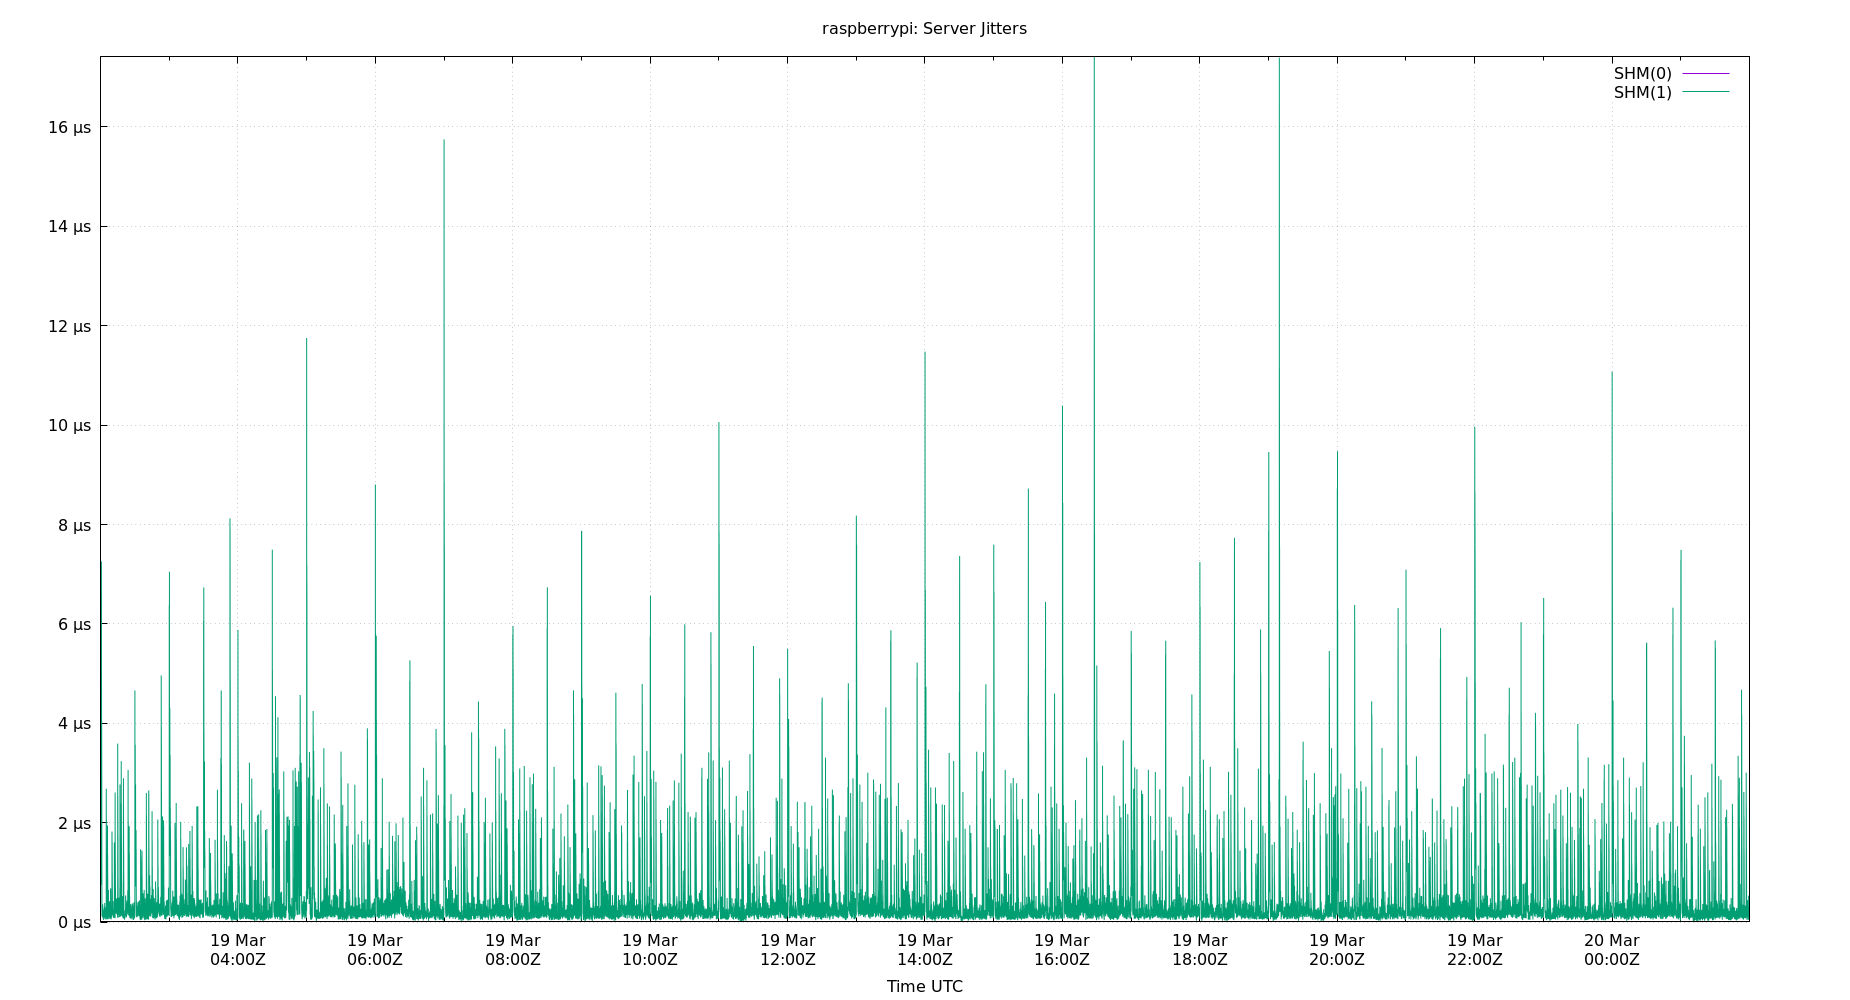 raspberrypi: Server Jitters
SHM(0)
SHM(1)
16 µs
14 µs
12 µs
10 µs
8 µs
6 µs
4 µs
2 µs
0 µs
19 Mar 19 Mar 19 Mar 19 Mar 19 Mar 19 Mar 19 Mar 19 Mar 19 Mar 19 Mar 20 Mar
04:00Z 06:00Z 08:00Z 10:00Z 12:00Z 14:00Z 16:00Z 18:00Z 20:00Z 22:00Z 00:00Z
Time UTC